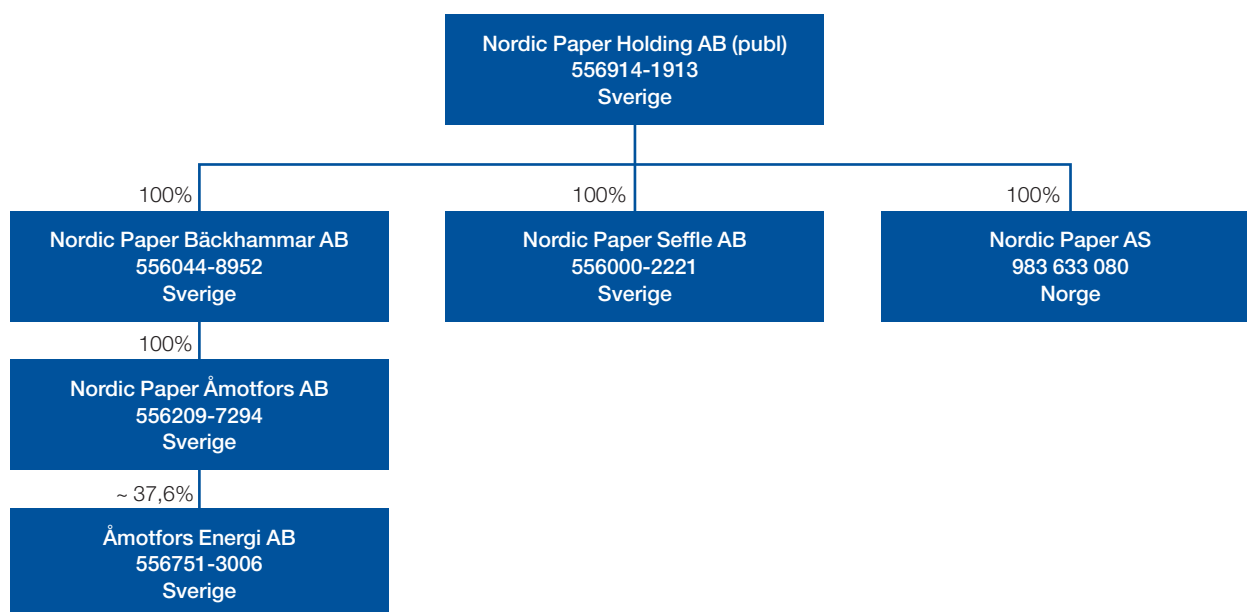 Nordic Paper Holding AB (publ)
556914-1913
Sverige
100%
100%
100%
Nordic Paper Bäckhammar AB
556044-8952
Sverige
Nordic Paper Seffle AB
556000-2221
Sverige
Nordic Paper AS
983 633 080
Norge
100%
Nordic Paper Åmotfors AB
556209-7294
Sverige
~ 37,6%
Åmotfors Energi AB
556751-3006
Sverige